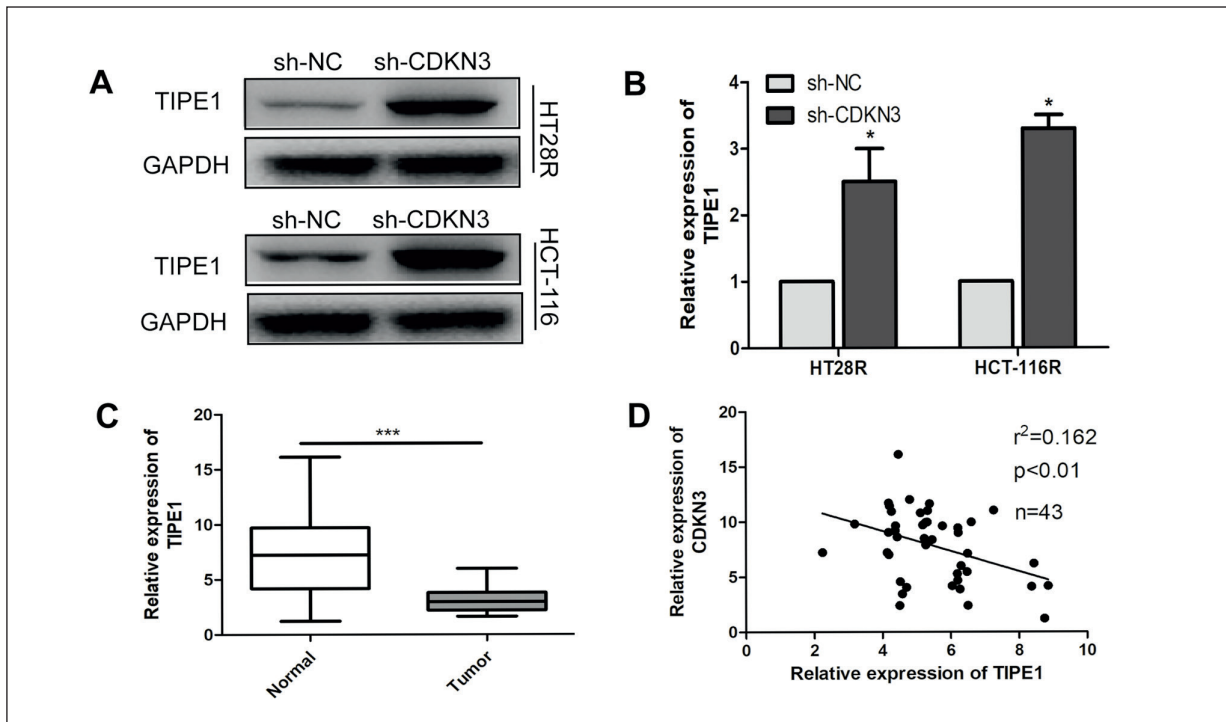 A
sh-NC sh-CDKN3
TIPE1
GAPDH
HT28R
sh-NC sh-CDKN3
TIPE1
GAPDH
HCT-116
B
sh-NC
sh-CDKN3
Relative expression of
TIPE1
4
3
2
1
0
*
*
HT28R HCT-116R
C
Relative expression of
TIPE1
20
15
10
5
0
***
Normal Tumor
D
Relative expression of
CDKN3
20
15
10
5
0
r²=0.162
p<0.01
n=43
0 2 4 6 8 10
Relative expression of TIPE1